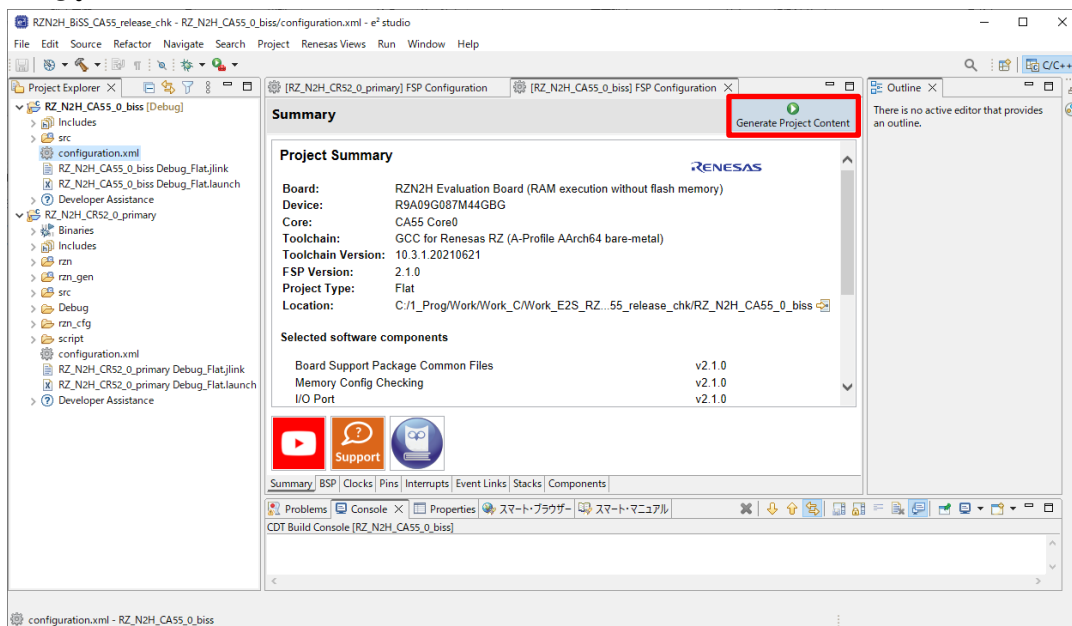 RZN2H_BiSS_CA55_release_chk - RZ_N2H_CA55_0_biss/configuration.xml - e² studio
File Edit Source Refactor Navigate Search Project Renesas Views Run Window Help
C/C++
Project Explorer
RZ_N2H_CA55_0_biss [Debug]
Includes
src
configuration.xml
RZ_N2H_CA55_0_biss Debug_Flat.jlink
RZ_N2H_CA55_0_biss Debug_Flat.launch
Developer Assistance
RZ_N2H_CR52_0_primary
Binaries
Includes
rzn
rzn_gen
src
Debug
rzn_cfg
script
configuration.xml
RZ_N2H_CR52_0_primary Debug_Flat.jlink
RZ_N2H_CR52_0_primary Debug_Flat.launch
Developer Assistance
[RZ_N2H_CR52_0_primary] FSP Configuration
[RZ_N2H_CA55_0_biss] FSP Configuration
Summary
Generate Project Content
Project Summary
RENESAS
Board: RZN2H Evaluation Board (RAM execution without flash memory)
Device: R9A09G087M44GBG
Core: CA55 Core0
Toolchain: GCC for Renesas RZ (A-Profile AArch64 bare-metal)
Toolchain Version: 10.3.1.20210621
FSP Version: 2.1.0
Project Type: Flat
Location: C:/1_Prog/Work/Work_C/Work_E2S_RZ...55_release_chk/RZ_N2H_CA55_0_biss
Selected software components
Board Support Package Common Files v2.1.0
Memory Config Checking v2.1.0
I/O Port v2.1.0
Support
Summary BSP Clocks Pins Interrupts Event Links Stacks Components
Outline
There is no active editor that provides
an outline.
Problems Console Properties スマート・ブラウザー スマート・マニュアル
CDT Build Console [RZ_N2H_CA55_0_biss]
configuration.xml - RZ_N2H_CA55_0_biss